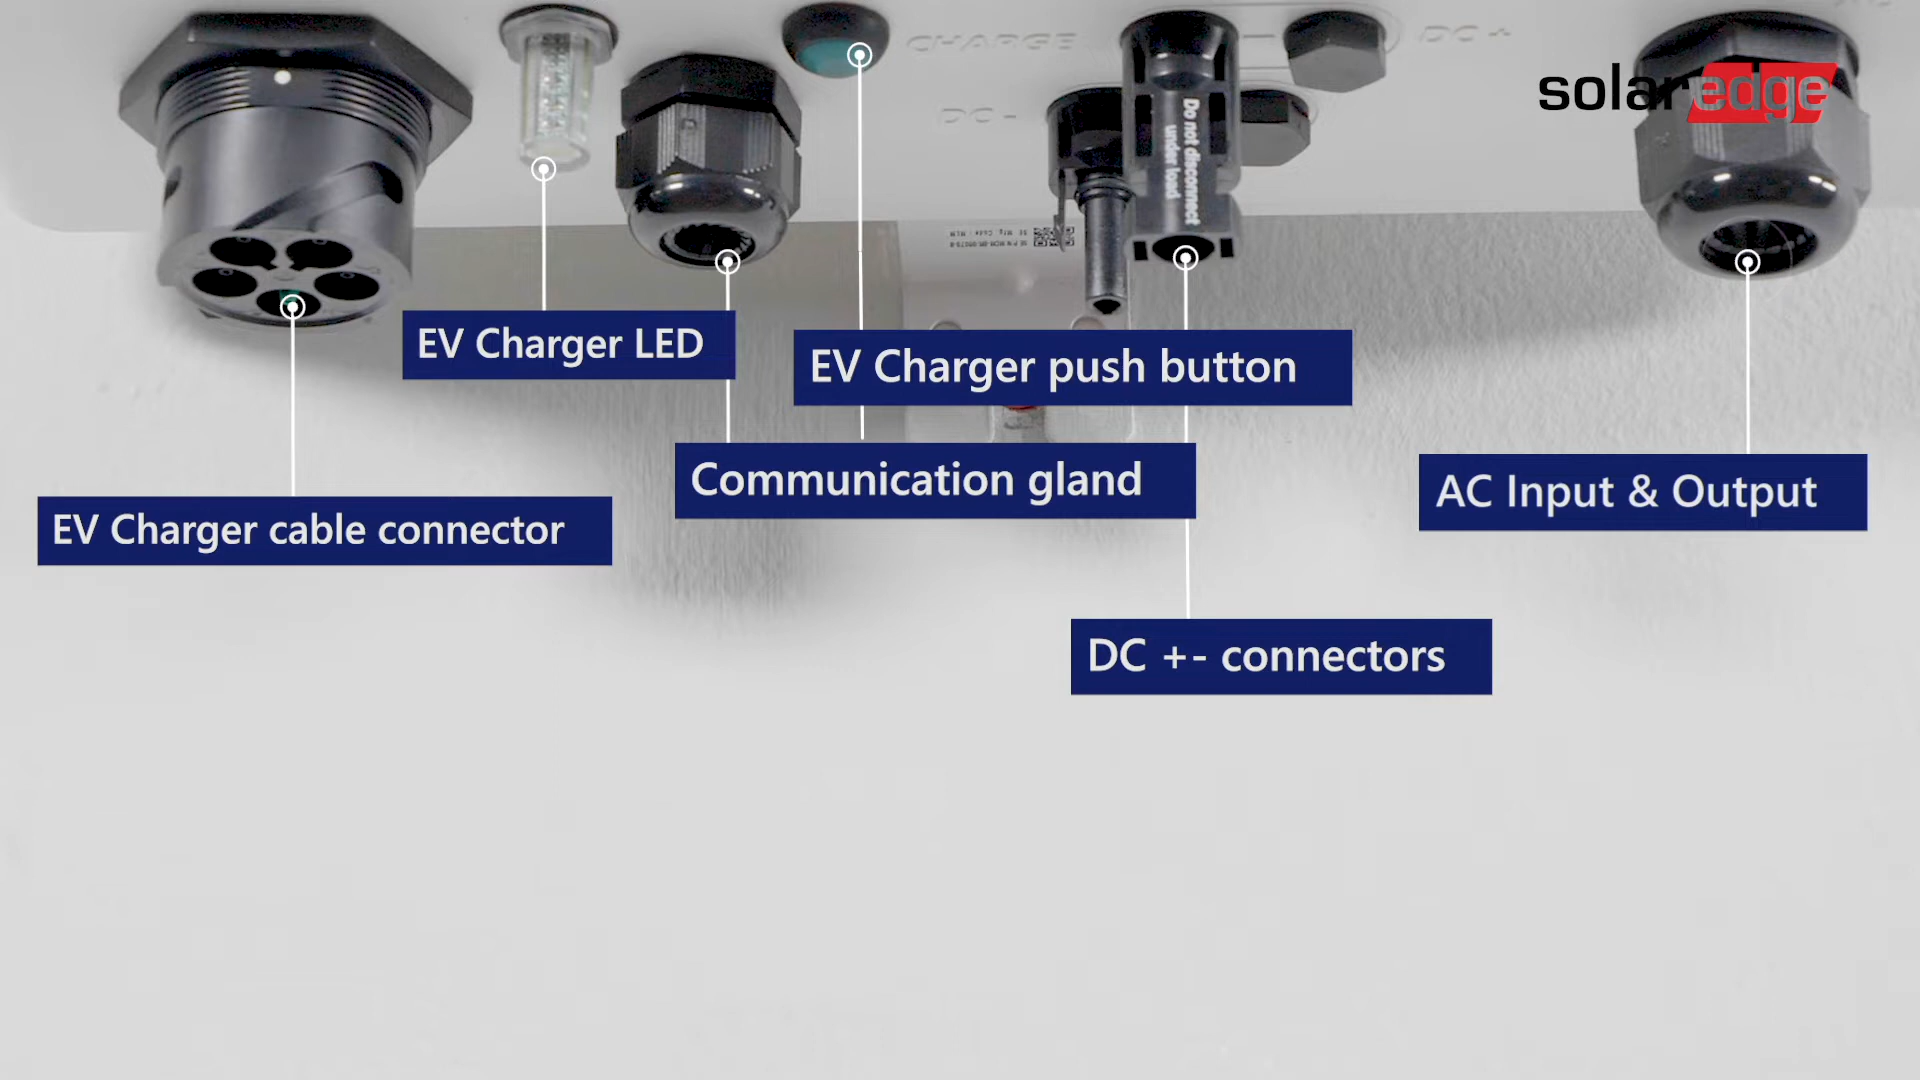 CHARGE
DC +
DC -
solaredge
Do not disconnect
under load
EV Charger LED
EV Charger push button
Communication gland
AC Input & Output
EV Charger cable connector
DC +- connectors